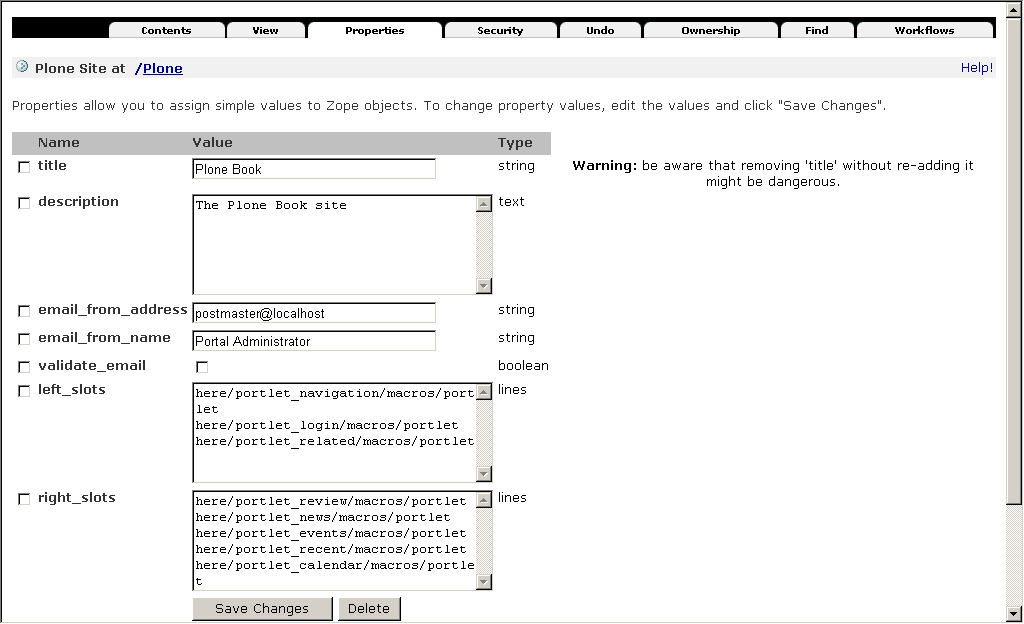 Contents View Properties Security Undo Ownership Find Workflows
Plone Site at /Plone Help!
Properties allow you to assign simple values to Zope objects. To change property values, edit the values and click "Save Changes".
Name Value Type
title Plone Book string
Warning: be aware that removing 'title' without re-adding it
might be dangerous.
description The Plone Book site text
email_from_address postmaster@localhost string
email_from_name Portal Administrator string
validate_email boolean
left_slots here/portlet_navigation/macros/port lines
let
here/portlet_login/macros/portlet
here/portlet_related/macros/portlet
right_slots here/portlet_review/macros/portlet lines
here/portlet_news/macros/portlet
here/portlet_events/macros/portlet
here/portlet_recent/macros/portlet
here/portlet_calendar/macros/portle
t
Save Changes Delete